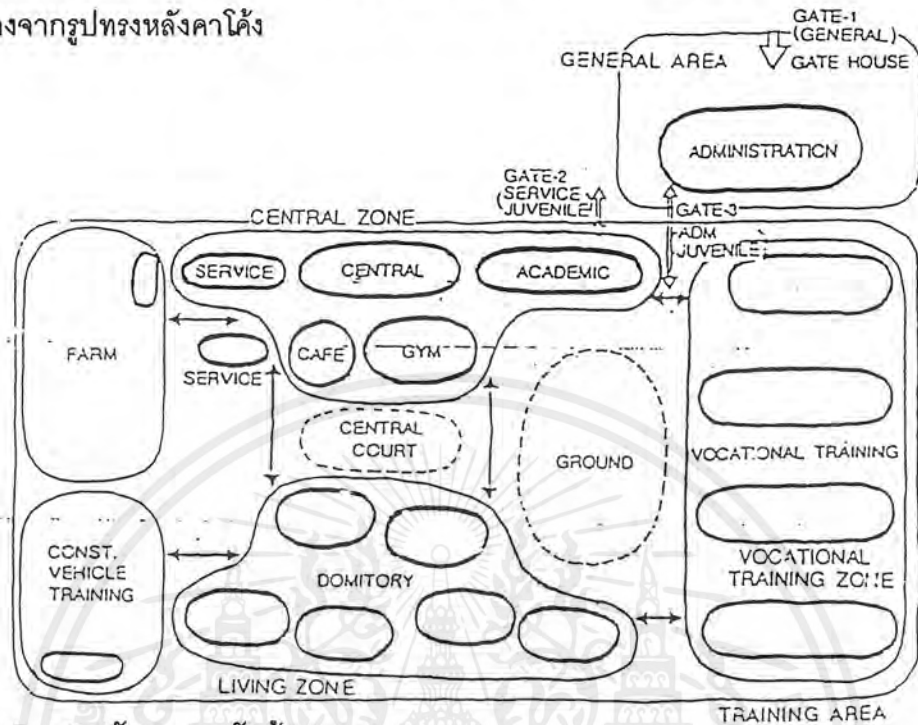 งจากรูปทรงหลังคาโค้ง
GATE-1
(GENERAL)
GENERAL AREA
GATE HOUSE
ADMINISTRATION
GATE-2
(SERVICE
JUVENILE)
GATE-3
ADM
JUVENILE
CENTRAL ZONE
SERVICE
CENTRAL
ACADEMIC
FARM
SERVICE
CAFE
GYM
CENTRAL
COURT
GROUND
VOCATIONAL TRAINING
CONST.
VEHICLE
TRAINING
DOMITORY
VOCATIONAL
TRAINING ZONE
LIVING ZONE
TRAINING AREA